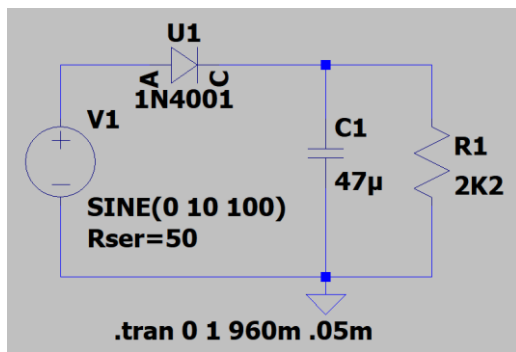 U1
A
C
1N4001
V1
C1
R1
47µ
2K2
SINE(0 10 100)
Rser=50
.tran 0 1 960m .05m